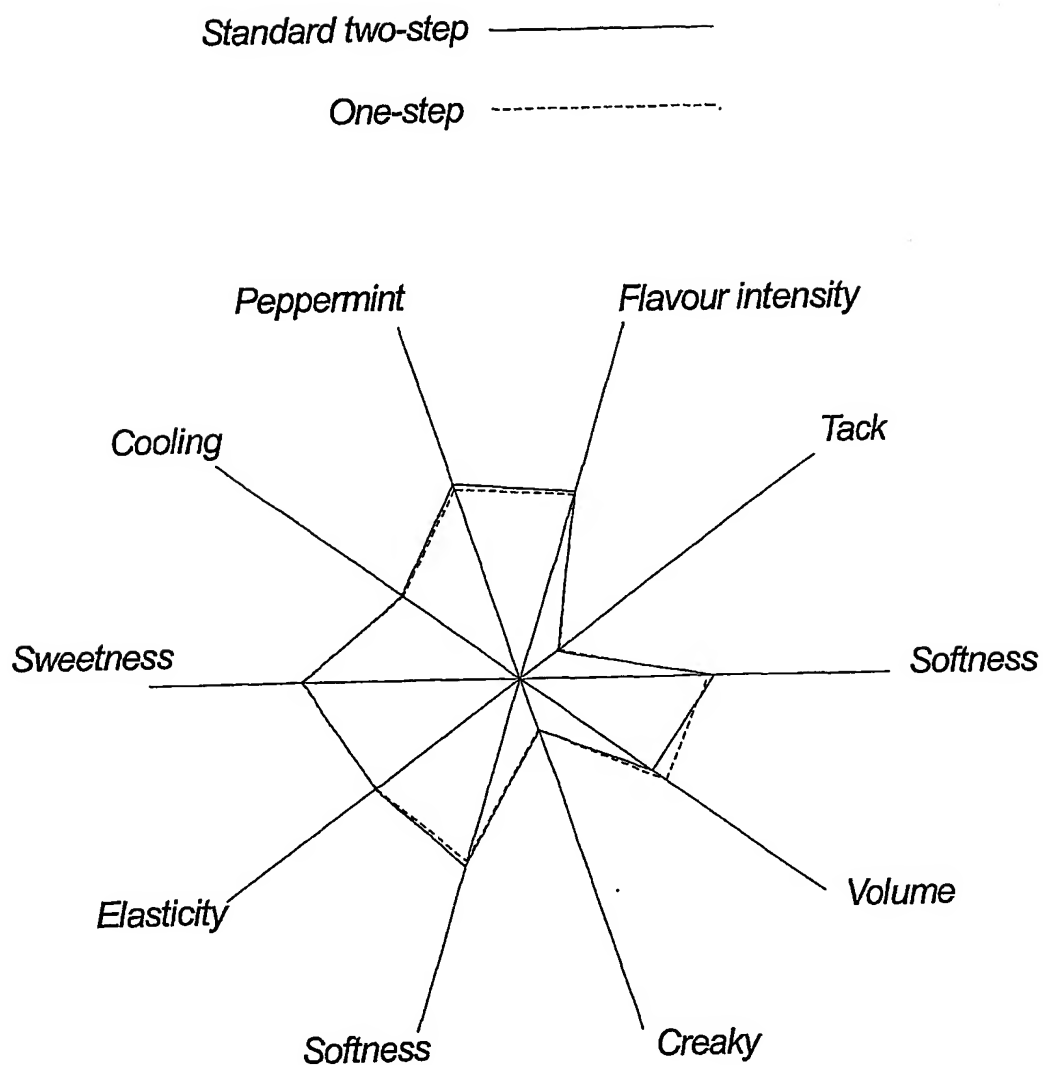 Standard two-step
One-step
Peppermint
Flavour intensity
Cooling
Tack
Sweetness
Softness
Elasticity
Volume
Softness
Creaky